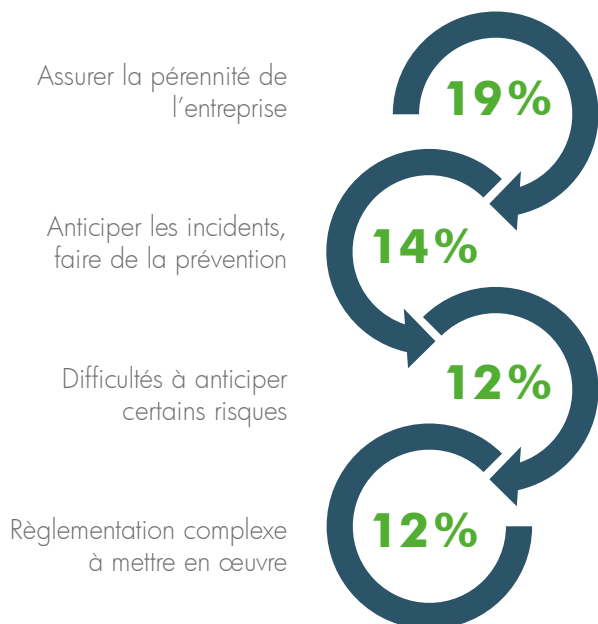 Assurer la pérennité de
l'entreprise
19%
Anticiper les incidents,
faire de la prévention
14%
Difficultés à anticiper
certains risques
12%
Règlementation complexe
à mettre en œuvre
12%